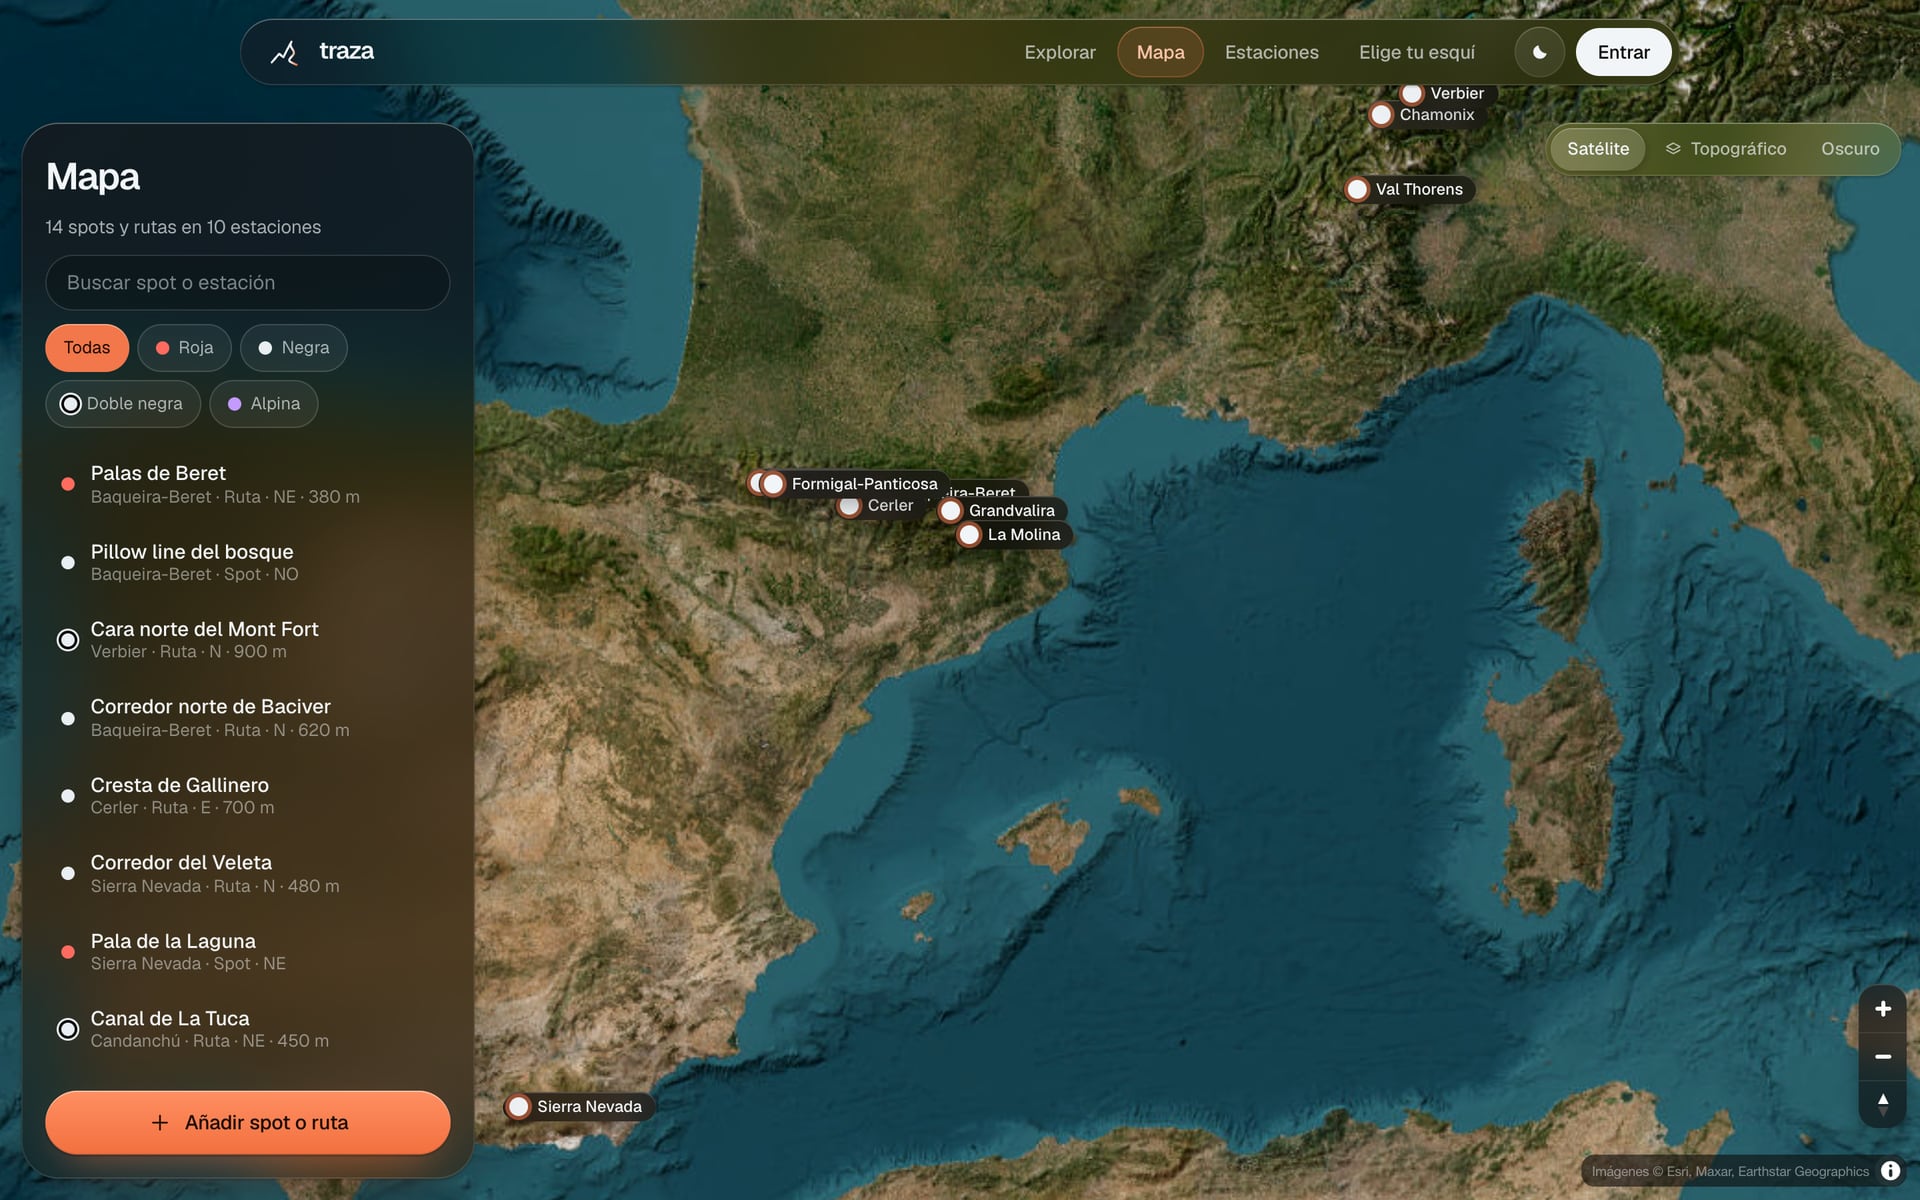 traza
Explorar
Mapa
Estaciones
Elige tu esquí
Entrar
Mapa
14 spots y rutas en 10 estaciones
Buscar spot o estación
Todas
Roja
Negra
Doble negra
Alpina
Palas de Beret
Baqueira-Beret · Ruta · NE · 380 m
Pillow line del bosque
Baqueira-Beret · Spot · NO
Cara norte del Mont Fort
Verbier · Ruta · N · 900 m
Corredor norte de Baciver
Baqueira-Beret · Ruta · N · 620 m
Cresta de Gallinero
Cerler · Ruta · E · 700 m
Corredor del Veleta
Sierra Nevada · Ruta · N · 480 m
Pala de la Laguna
Sierra Nevada · Spot · NE
Canal de La Tuca
Candanchú · Ruta · NE · 450 m
Añadir spot o ruta
Verbier
Chamonix
Val Thorens
Satélite
Topográfico
Oscuro
Formigal-Panticosa
ira-Beret
Cerler
Grandvalira
La Molina
Sierra Nevada
Imágenes © Esri, Maxar, Earthstar Geographics